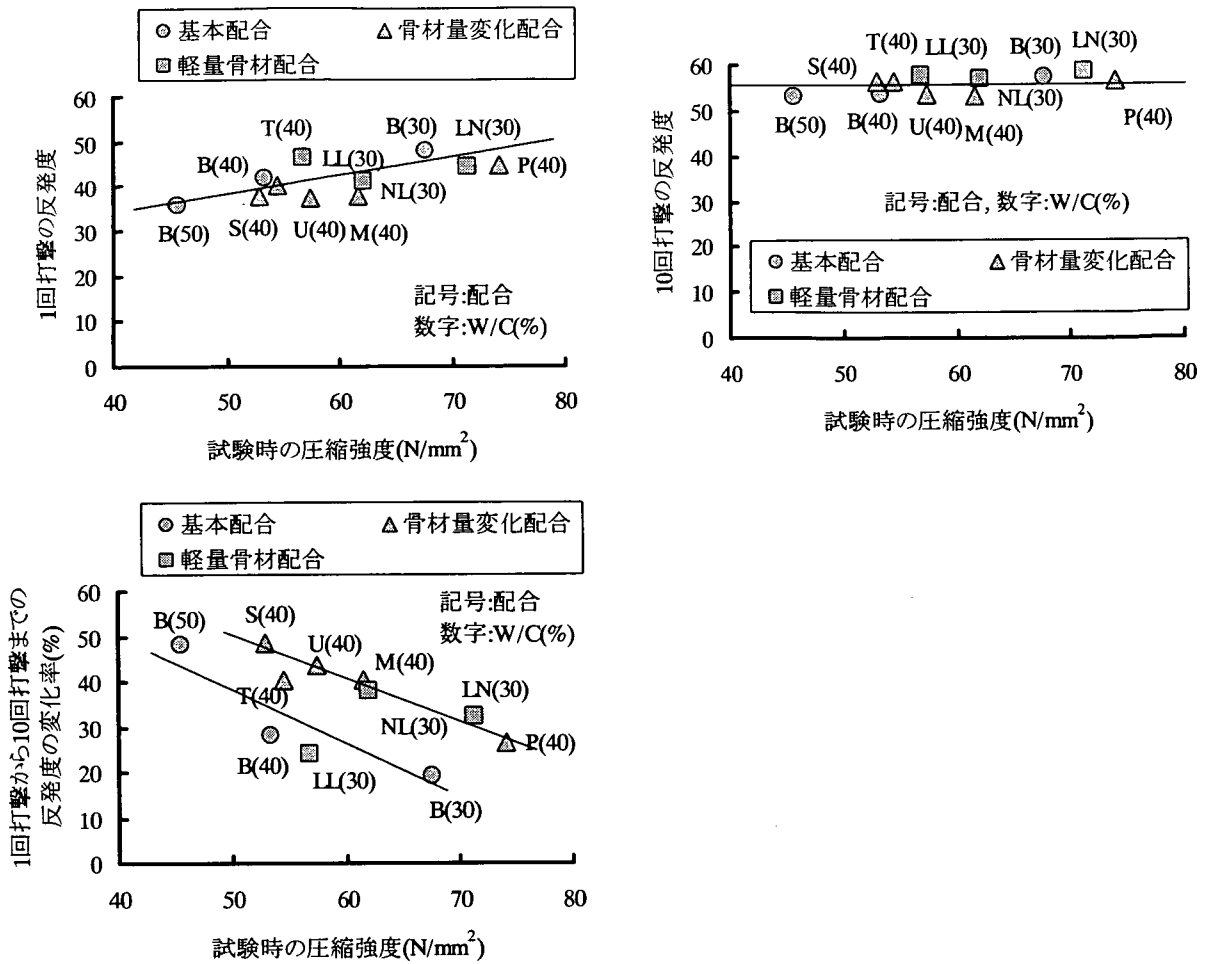 基本配合 骨材量変化配合
軽量骨材配合
1回打撃の反発度
60
50
40
30
20
10
0
T(40) B(30) LN(30)
B(40) LL(30) P(40)
NL(30)
B(50) S(40) U(40) M(40)
記号:配合
数字:W/C(%)
40 50 60 70 80
試験時の圧縮強度(N/mm²)
10回打撃の反発度
60
50
40
30
20
10
0
T(40) LL(30) B(30) LN(30)
S(40)
NL(30)
B(50) B(40) U(40) M(40) P(40)
記号:配合, 数字:W/C(%)
基本配合 骨材量変化配合
軽量骨材配合
40 50 60 70 80
試験時の圧縮強度(N/mm²)
基本配合 骨材量変化配合
軽量骨材配合
1回打撃から10回打撃までの
反発度の変化率(%)
60
50
40
30
20
10
0
記号:配合
数字:W/C(%)
B(50) S(40)
U(40)
M(40)
LN(30)
T(40)
NL(30) P(40)
B(40) LL(30)
B(30)
40 50 60 70 80
試験時の圧縮強度(N/mm²)